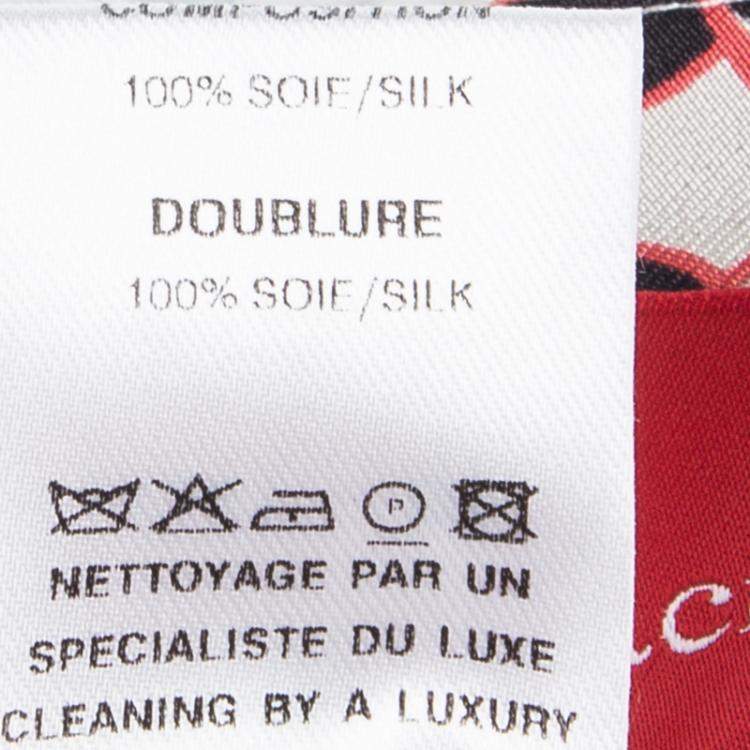 100% SOIE/SILK
DOUBLURE
100% SOIE/SILK
P
NETTOYAGE PAR UN
SPECIALISTE DU LUXE
CLEANING BY A LUXURY